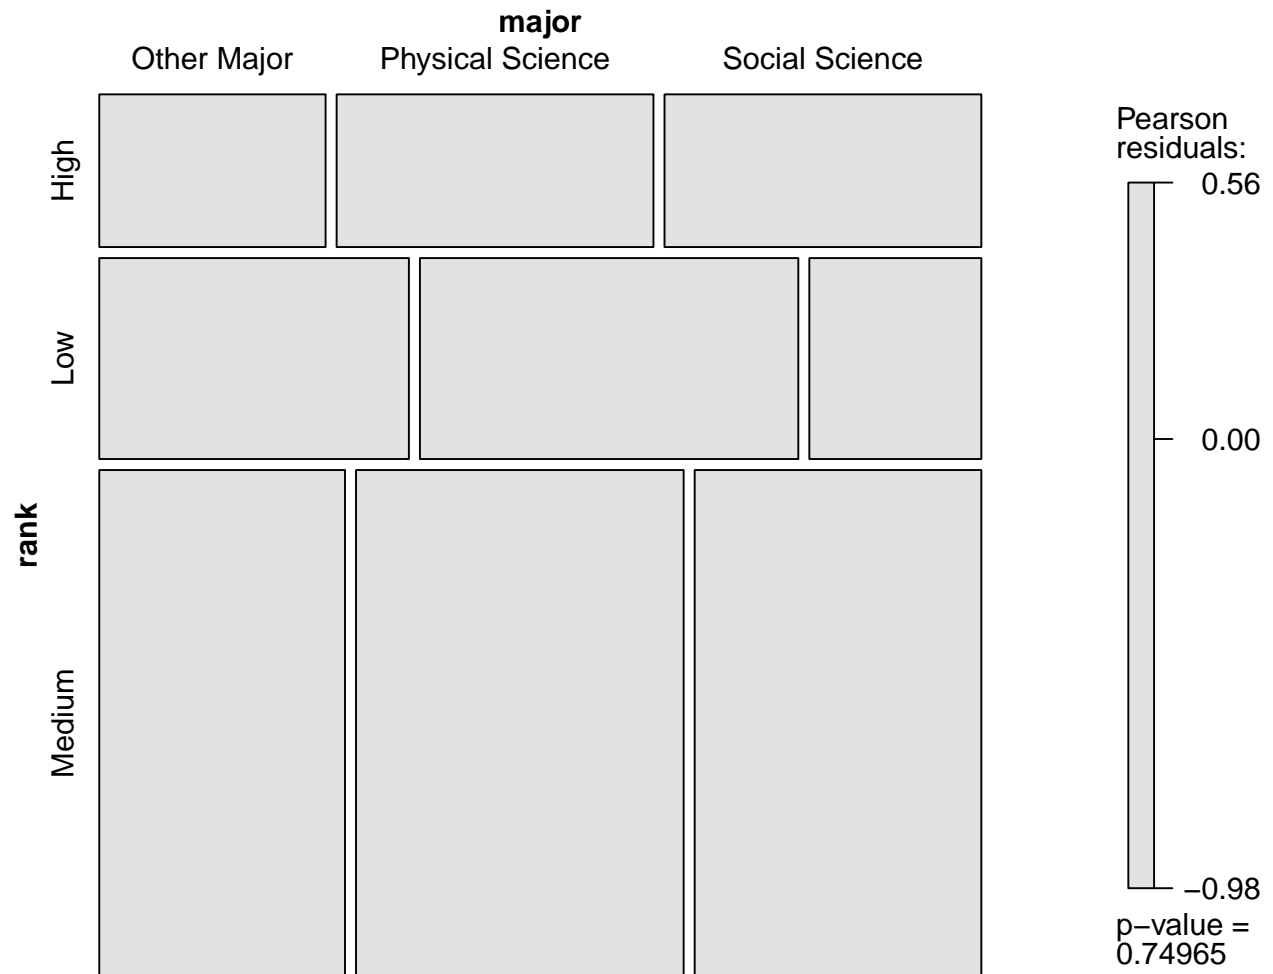 major
Other Major Physical Science Social Science
High
Low
rank
Medium
Pearson
residuals:
0.56
0.00
−0.98
p−value =
0.74965